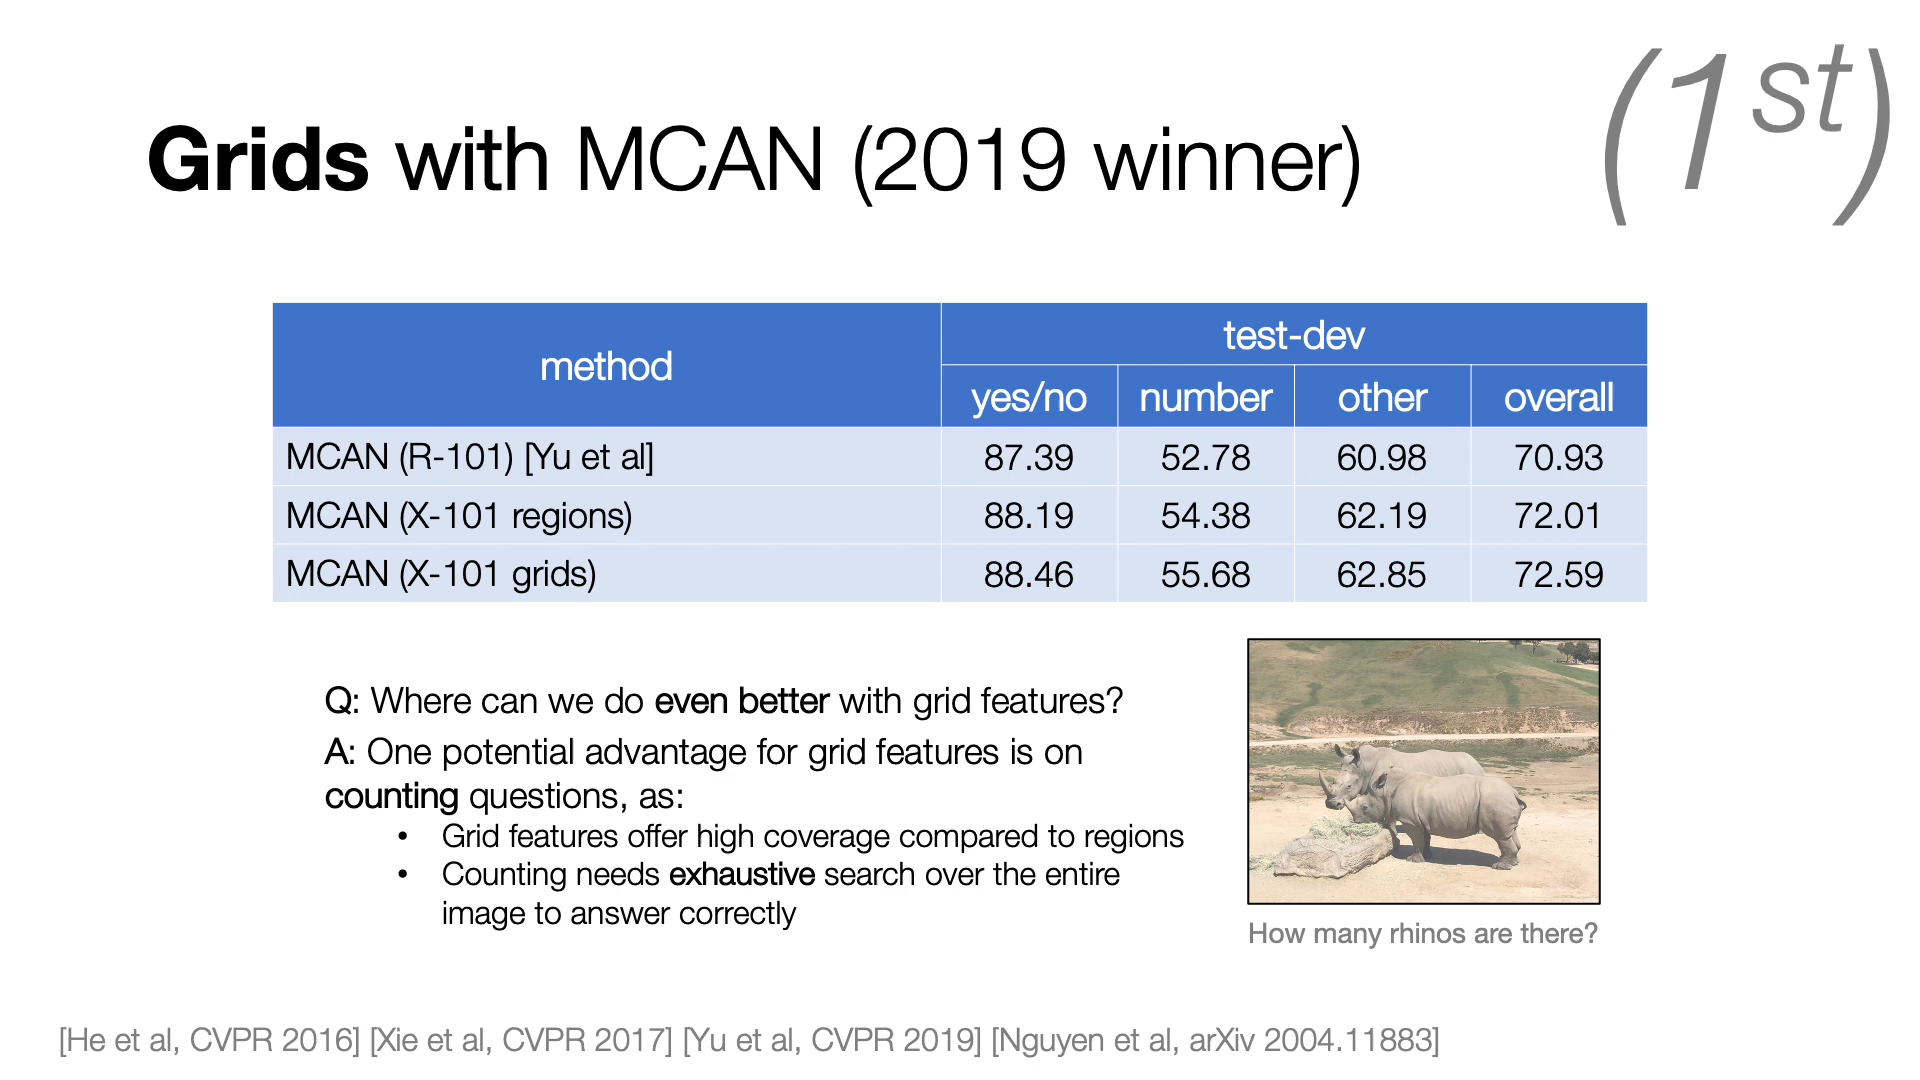 (1st)
Grids with MCAN (2019 winner)
method
test-dev
yes/no number other overall
MCAN (R-101) [Yu et al] 87.39 52.78 60.98 70.93
MCAN (X-101 regions) 88.19 54.38 62.19 72.01
MCAN (X-101 grids) 88.46 55.68 62.85 72.59
Q: Where can we do even better with grid features?
A: One potential advantage for grid features is on
counting questions, as:
• Grid features offer high coverage compared to regions
• Counting needs exhaustive search over the entire
image to answer correctly
How many rhinos are there?
[He et al, CVPR 2016] [Xie et al, CVPR 2017] [Yu et al, CVPR 2019] [Nguyen et al, arXiv 2004.11883]